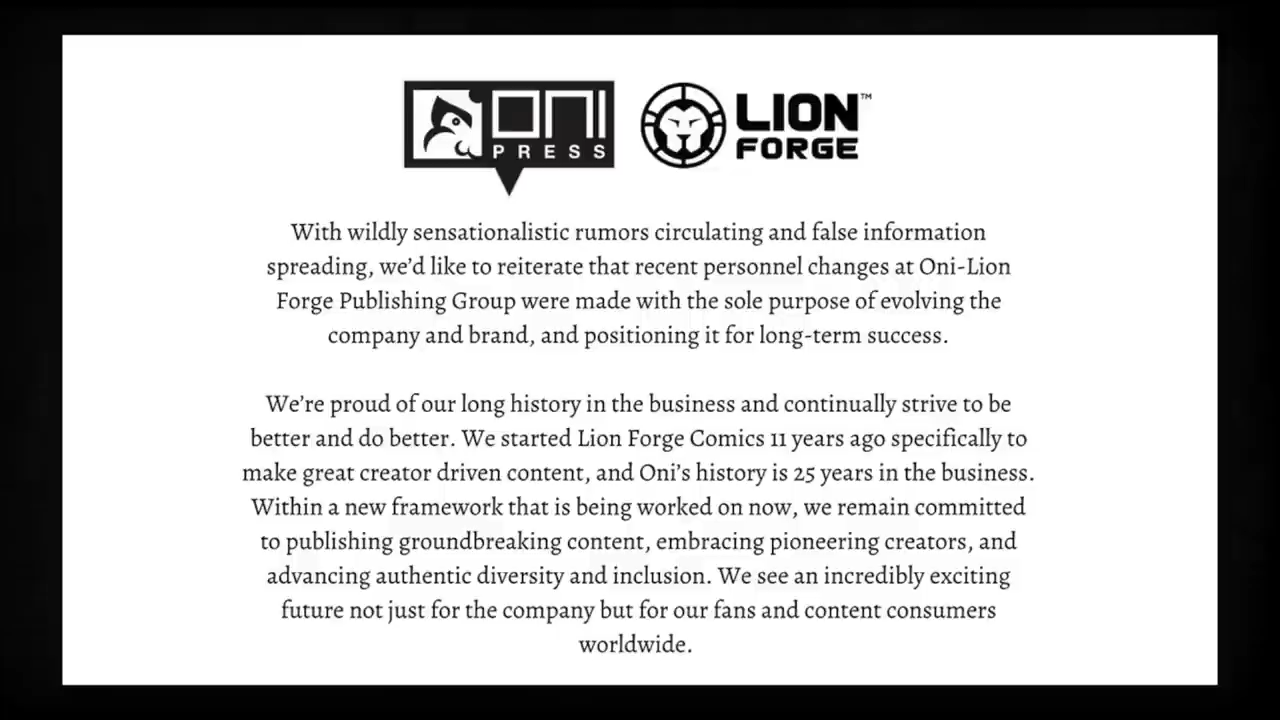 ONI
PRESS
LION™
FORGE
With wildly sensationalistic rumors circulating and false information
spreading, we’d like to reiterate that recent personnel changes at Oni-Lion
Forge Publishing Group were made with the sole purpose of evolving the
company and brand, and positioning it for long-term success.
We’re proud of our long history in the business and continually strive to be
better and do better. We started Lion Forge Comics 11 years ago specifically to
make great creator driven content, and Oni’s history is 25 years in the business.
Within a new framework that is being worked on now, we remain committed
to publishing groundbreaking content, embracing pioneering creators, and
advancing authentic diversity and inclusion. We see an incredibly exciting
future not just for the company but for our fans and content consumers
worldwide.